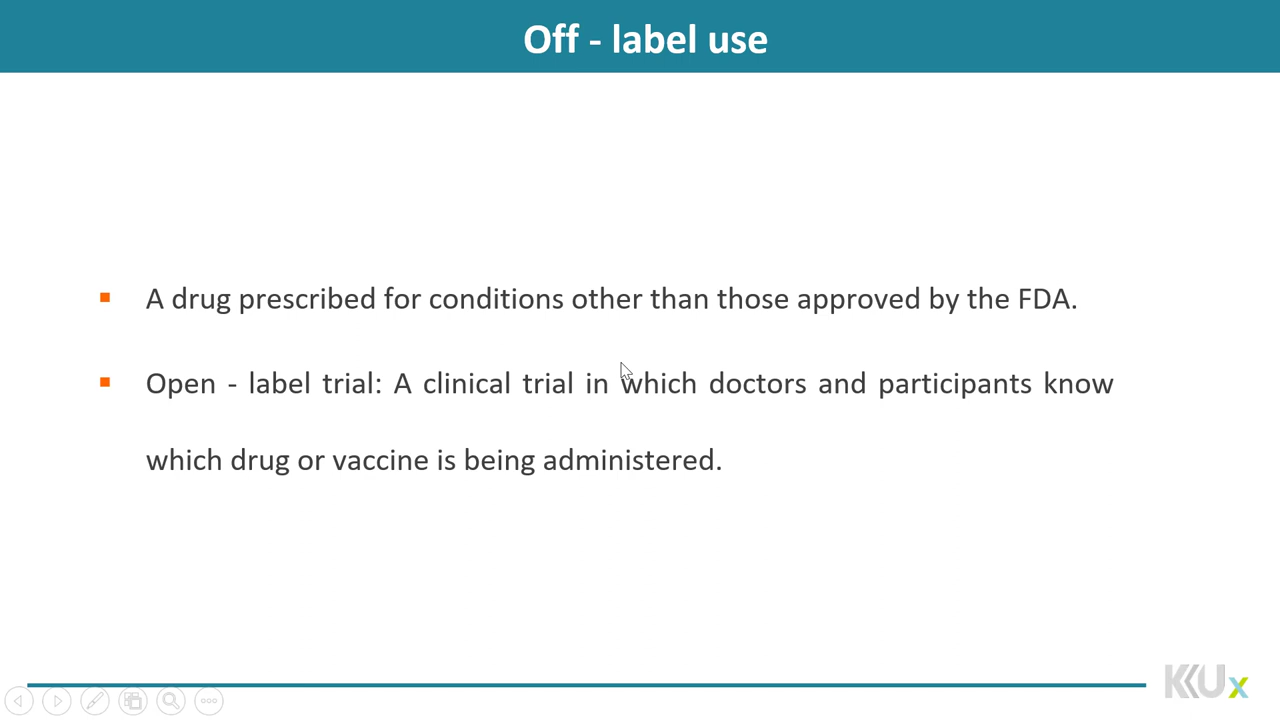 Off - label use
A drug prescribed for conditions other than those approved by the FDA.
Open - label trial: A clinical trial in which doctors and participants know
which drug or vaccine is being administered.
KKUx